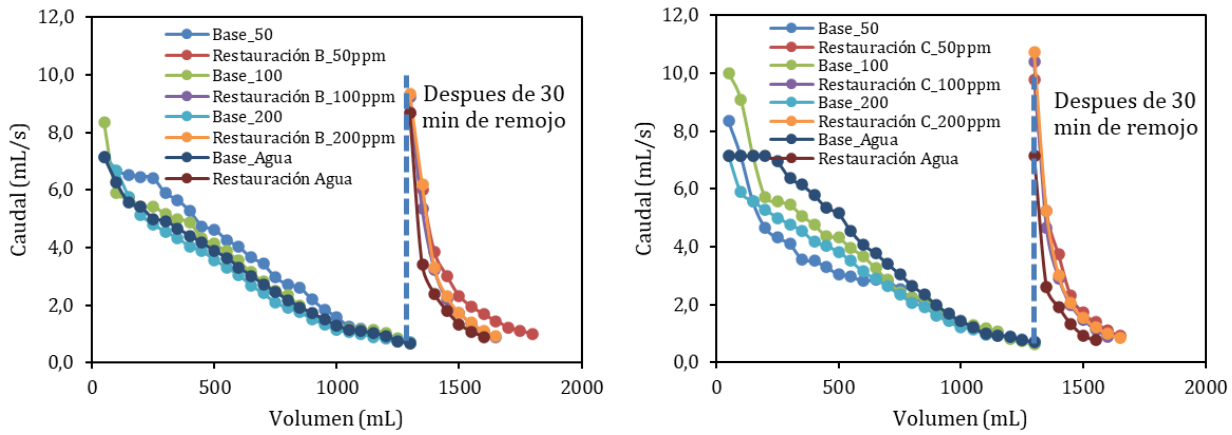 12,0
10,0
8,0
6,0
4,0
2,0
0,0
Caudal (mL/s)
Base_50
Restauración B_50ppm
Base_100
Restauración B_100ppm
Base_200
Restauración B_200ppm
Base_Agua
Restauración Agua
Despues de 30
min de remojo
0
500
1000
1500
2000
Volumen (mL)
12,0
10,0
8,0
6,0
4,0
2,0
0,0
Caudal (mL/s)
Base_50
Restauración C_50ppm
Base_100
Restauración C_100ppm
Base_200
Restauración C_200ppm
Base_Agua
Restauración Agua
Despues de 30
min de remojo
0
500
1000
1500
2000
Volumen (mL)